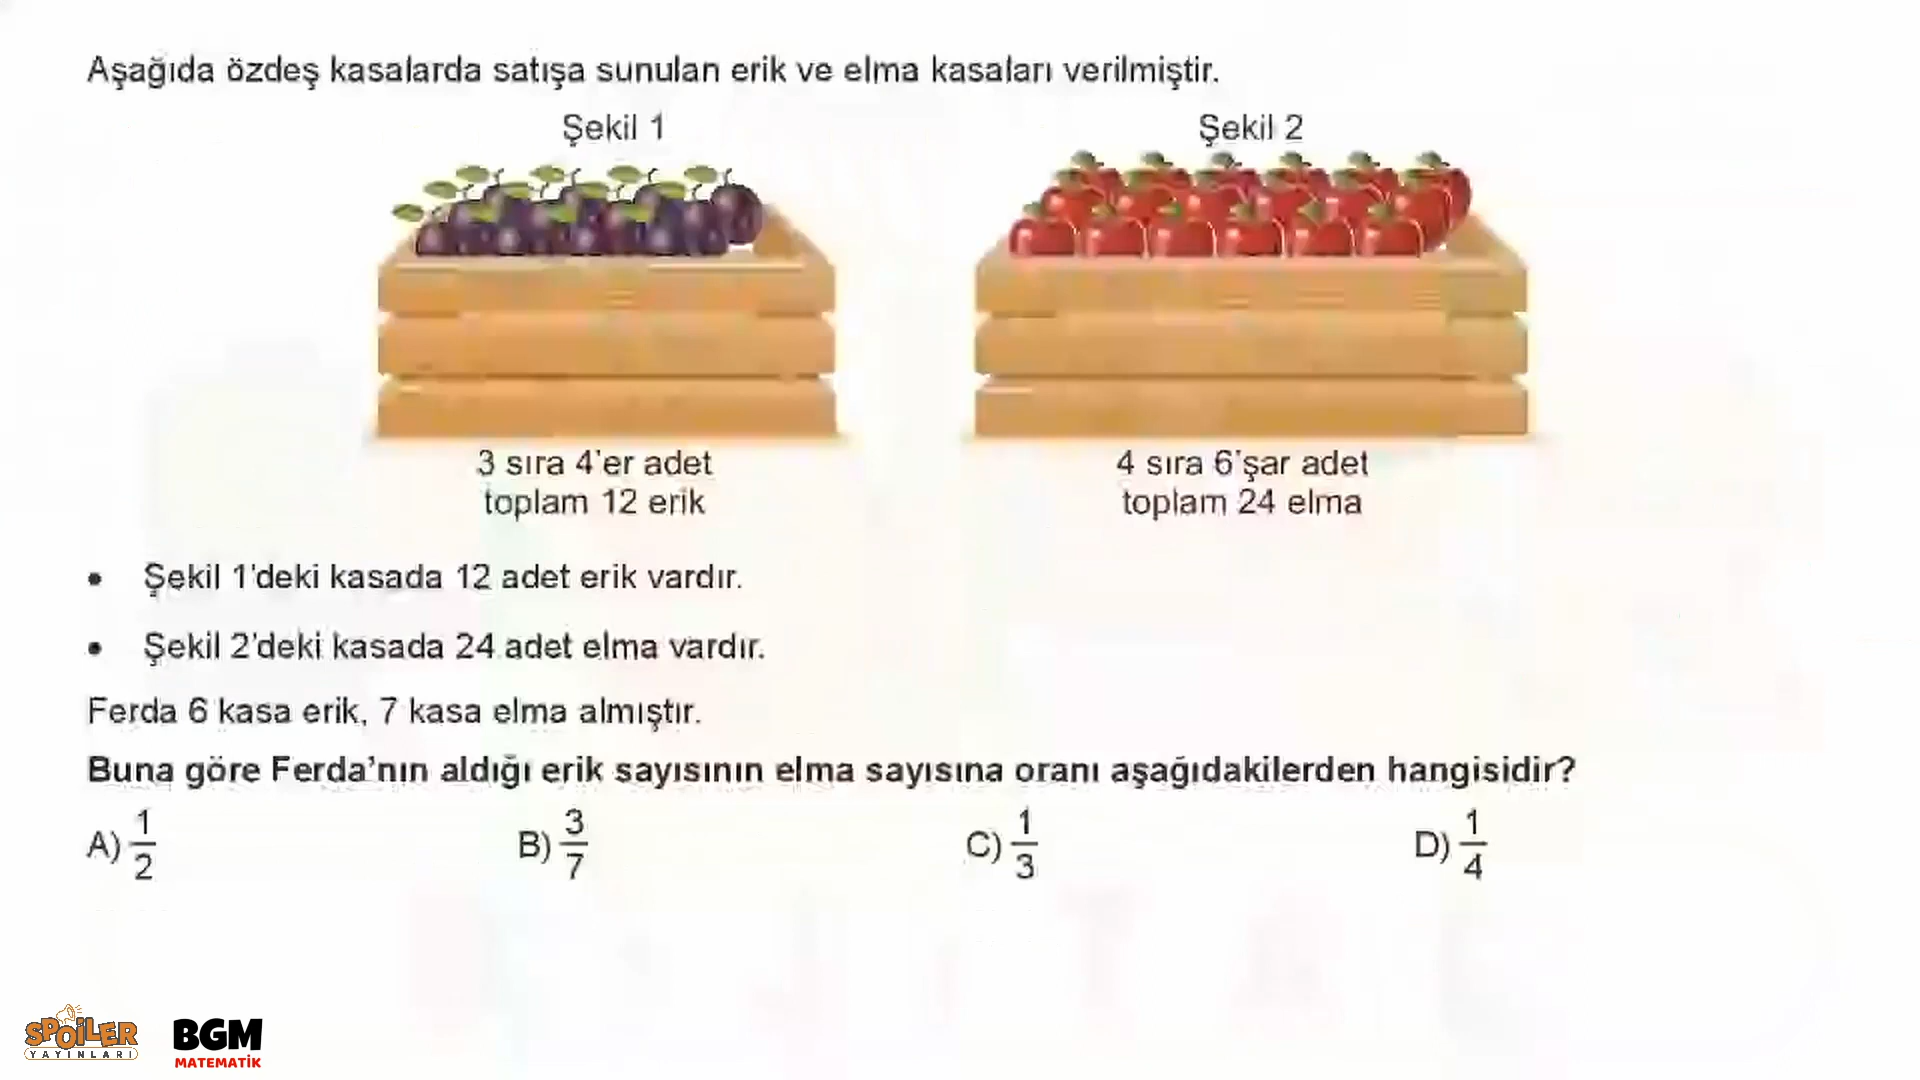 Aşağıda özdeş kasalarda satışa sunulan erik ve elma kasaları verilmiştir.
Şekil 1
Şekil 2
3 sıra 4'er adet
toplam 12 erik
4 sıra 6'şar adet
toplam 24 elma
• Şekil 1'deki kasada 12 adet erik vardır.
• Şekil 2'deki kasada 24 adet elma vardır.
Ferda 6 kasa erik, 7 kasa elma almıştır.
Buna göre Ferda'nın aldığı erik sayısının elma sayısına oranı aşağıdakilerden hangisidir?
A) 1/2 B) 3/7 C) 1/3 D) 1/4
SPOİLER
YAYINLARI
BGM
MATEMATİK